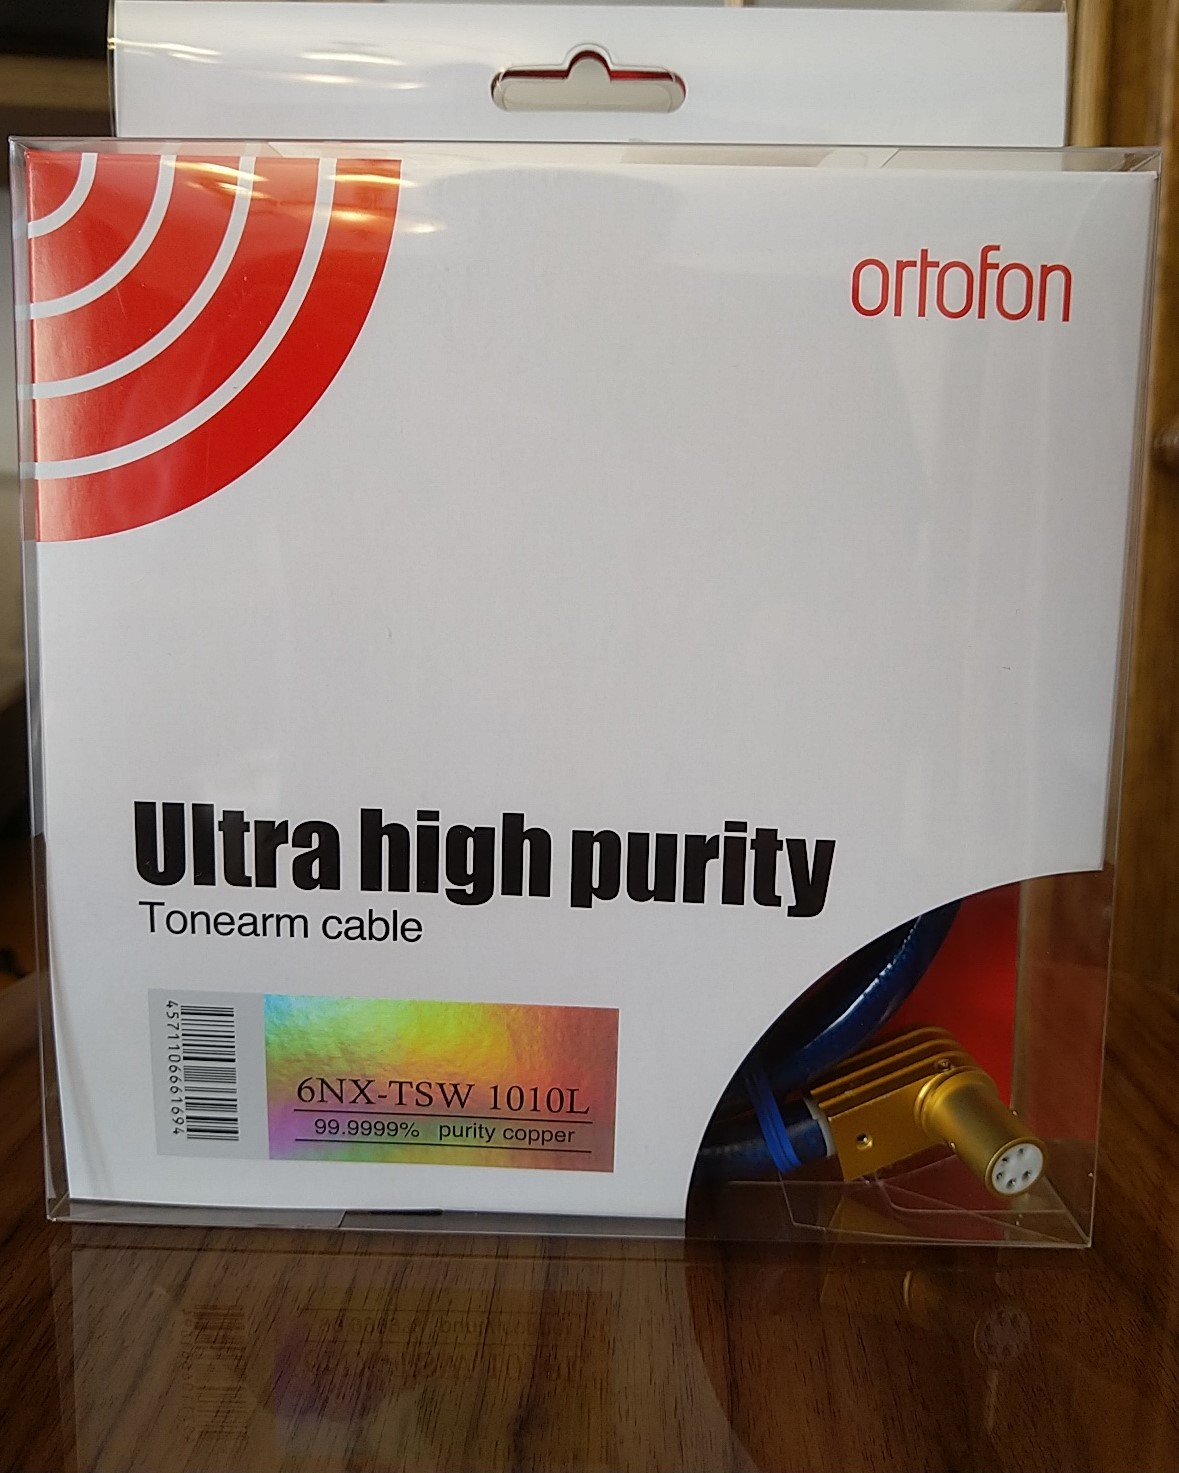 ortofon
Ultra high purity
Tonearm cable
4571106661694
6NX-TSW 1010L
99.9999% purity copper